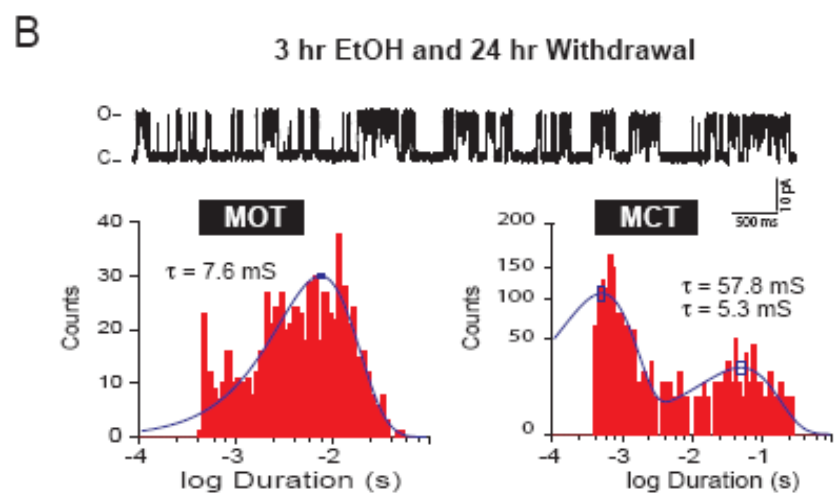 B
3 hr EtOH and 24 hr Withdrawal
O-
C-
10 pA
500 ms
MOT
MCT
40
30
20
10
0
Counts
τ = 7.6 mS
-4
-3
-2
log Duration (s)
200
150
100
50
0
Counts
τ = 57.8 mS
τ = 5.3 mS
-4
-3
-2
-1
log Duration (s)